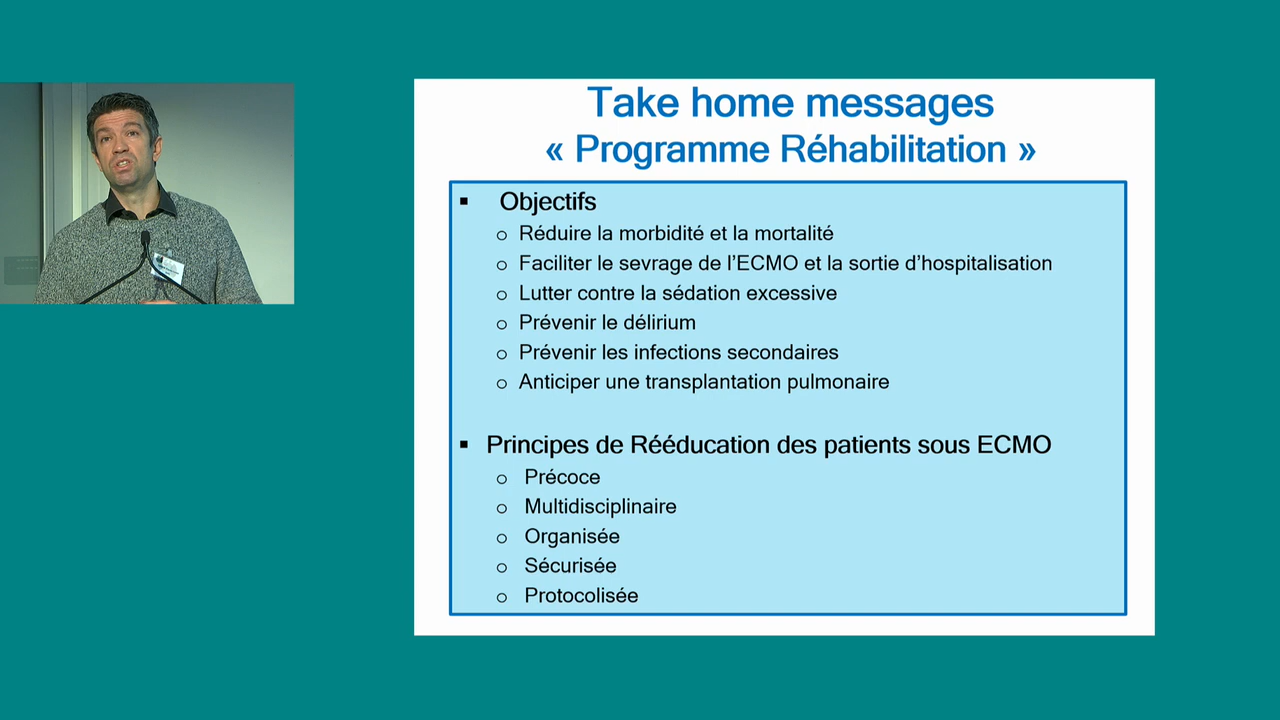 Take home messages
« Programme Réhabilitation »
▪ Objectifs
o Réduire la morbidité et la mortalité
o Faciliter le sevrage de l’ECMO et la sortie d’hospitalisation
o Lutter contre la sédation excessive
o Prévenir le délirium
o Prévenir les infections secondaires
o Anticiper une transplantation pulmonaire
▪ Principes de Rééducation des patients sous ECMO
o Précoce
o Multidisciplinaire
o Organisée
o Sécurisée
o Protocolisée